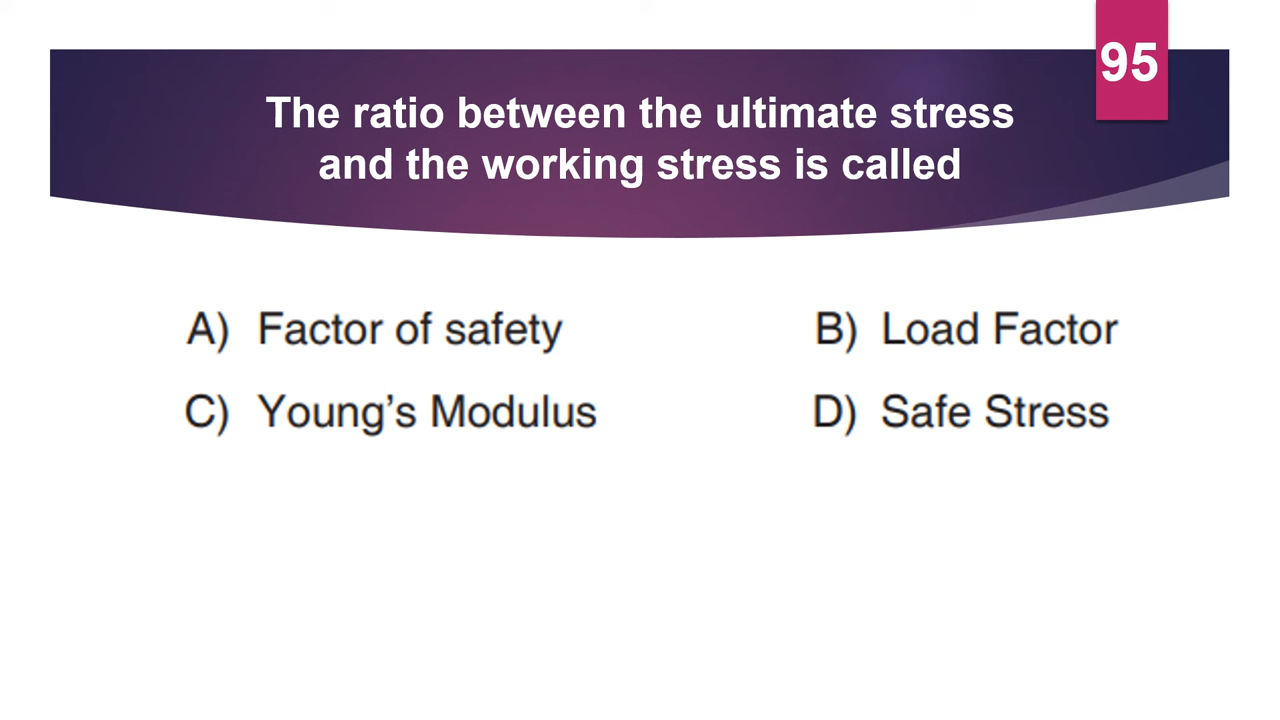 95
The ratio between the ultimate stress
and the working stress is called
A) Factor of safety B) Load Factor
C) Young’s Modulus D) Safe Stress